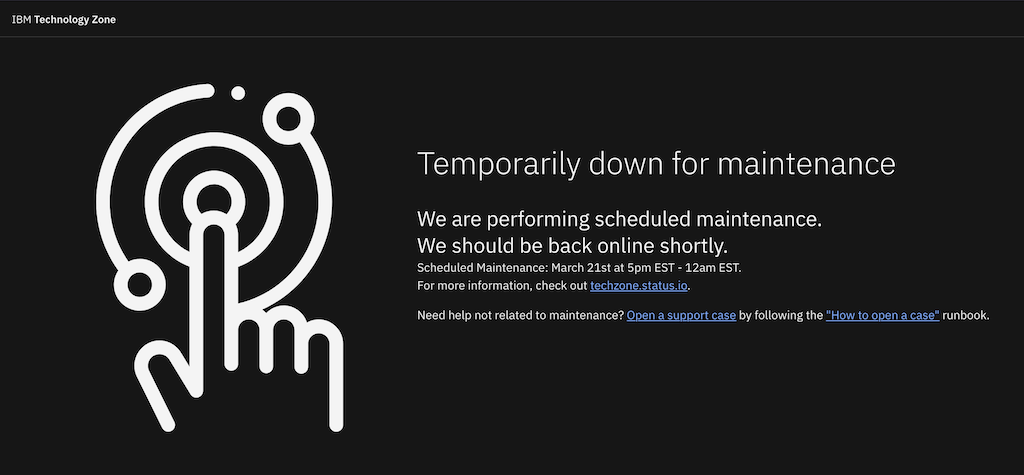 IBM Technology Zone
Temporarily down for maintenance
We are performing scheduled maintenance.
We should be back online shortly.
Scheduled Maintenance: March 21st at 5pm EST - 12am EST.
For more information, check out techzone.status.io.
Need help not related to maintenance? Open a support case by following the "How to open a case" runbook.